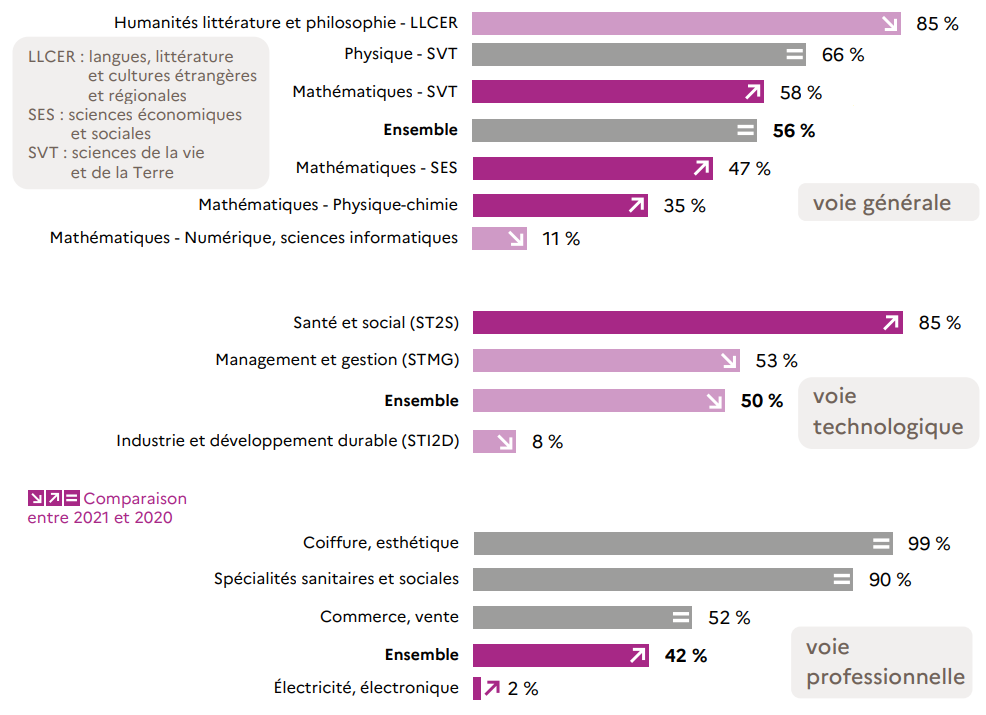 Humanités littérature et philosophie - LLCER 85 %
LLCER : langues, littérature
et cultures étrangères
et régionales
SES : sciences économiques
et sociales
SVT : sciences de la vie
et de la Terre
Physique - SVT 66 %
Mathématiques - SVT 58 %
Ensemble 56 %
Mathématiques - SES 47 %
Mathématiques - Physique-chimie 35 %
voie générale
Mathématiques - Numérique, sciences informatiques 11 %
Santé et social (ST2S) 85 %
Management et gestion (STMG) 53 %
Ensemble 50 %
voie
technologique
Industrie et développement durable (STI2D) 8 %
Comparaison
entre 2021 et 2020
Coiffure, esthétique 99 %
Spécialités sanitaires et sociales 90 %
Commerce, vente 52 %
Ensemble 42 %
voie
professionnelle
Électricité, électronique 2 %